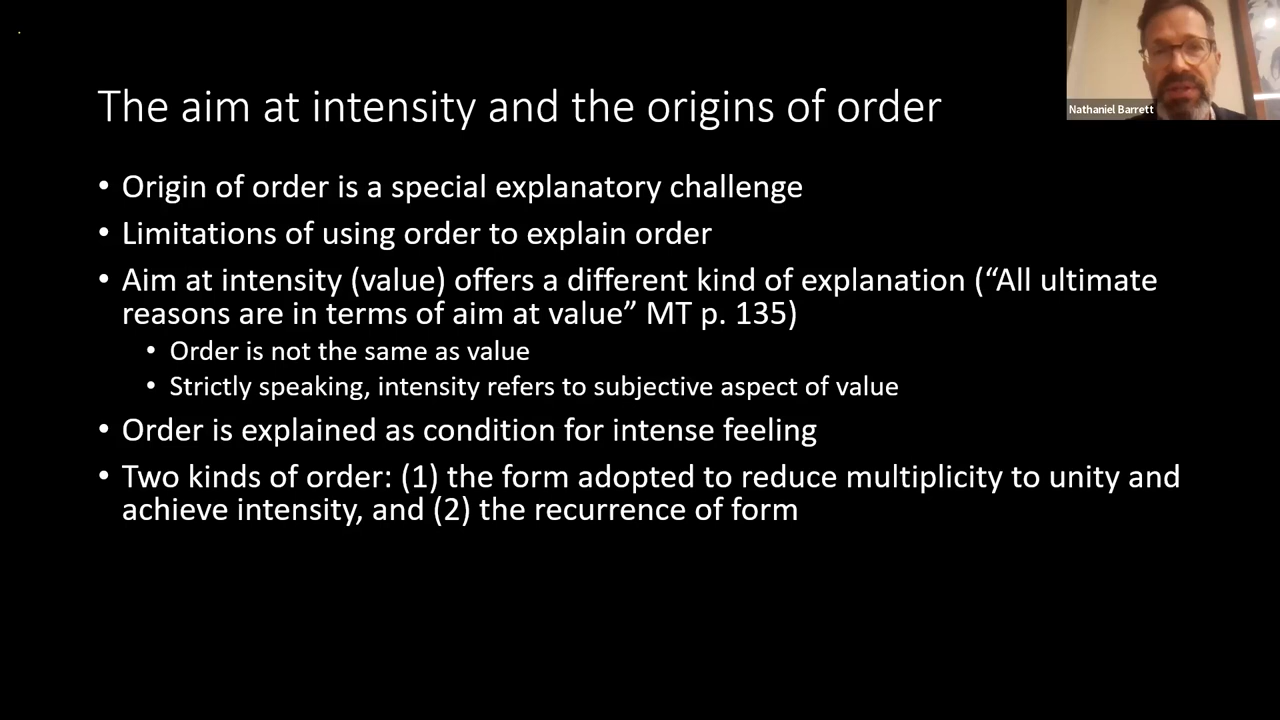 The aim at intensity and the origins of order
Nathaniel Barrett
• Origin of order is a special explanatory challenge
• Limitations of using order to explain order
• Aim at intensity (value) offers a different kind of explanation (“All ultimate
reasons are in terms of aim at value” MT p. 135)
• Order is not the same as value
• Strictly speaking, intensity refers to subjective aspect of value
• Order is explained as condition for intense feeling
• Two kinds of order: (1) the form adopted to reduce multiplicity to unity and
achieve intensity, and (2) the recurrence of form